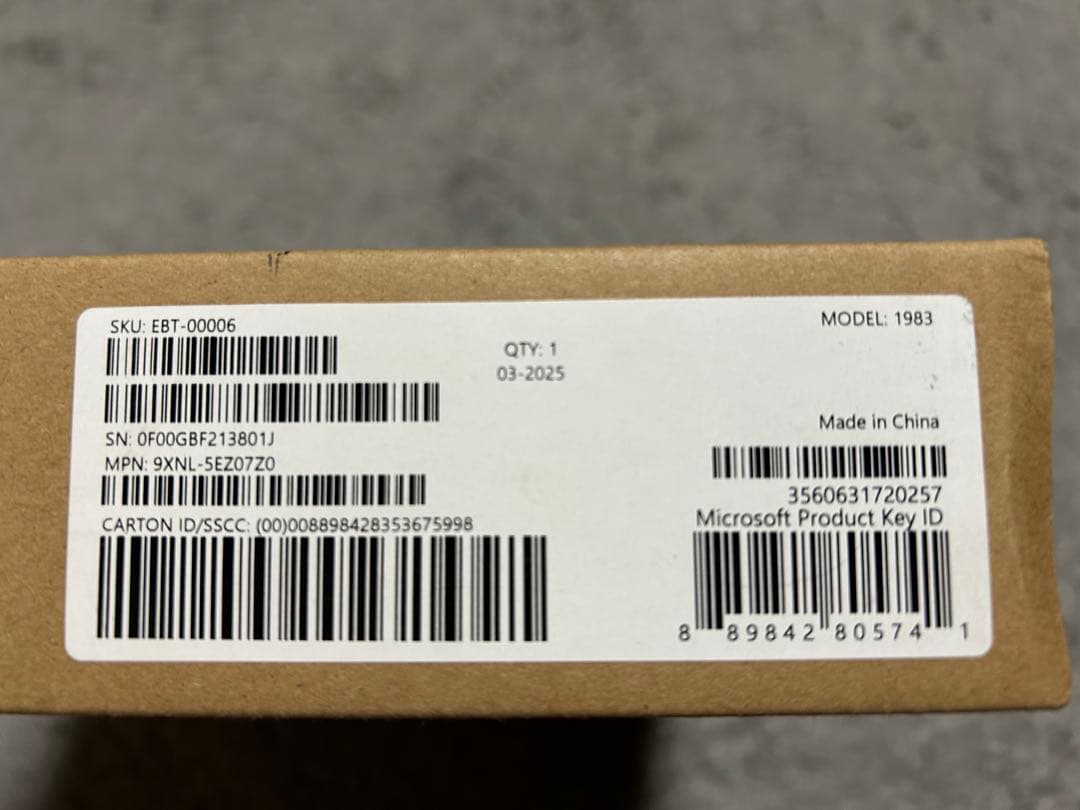 SKU: EBT-00006
MODEL: 1983
QTY: 1
03-2025
Made in China
SN: 0F00GBF213801J
MPN: 9XNL-5EZ07Z0
3560631720257
Microsoft Product Key ID
CARTON ID/SSCC: (00)008898428353675998
8 89842 80574 1